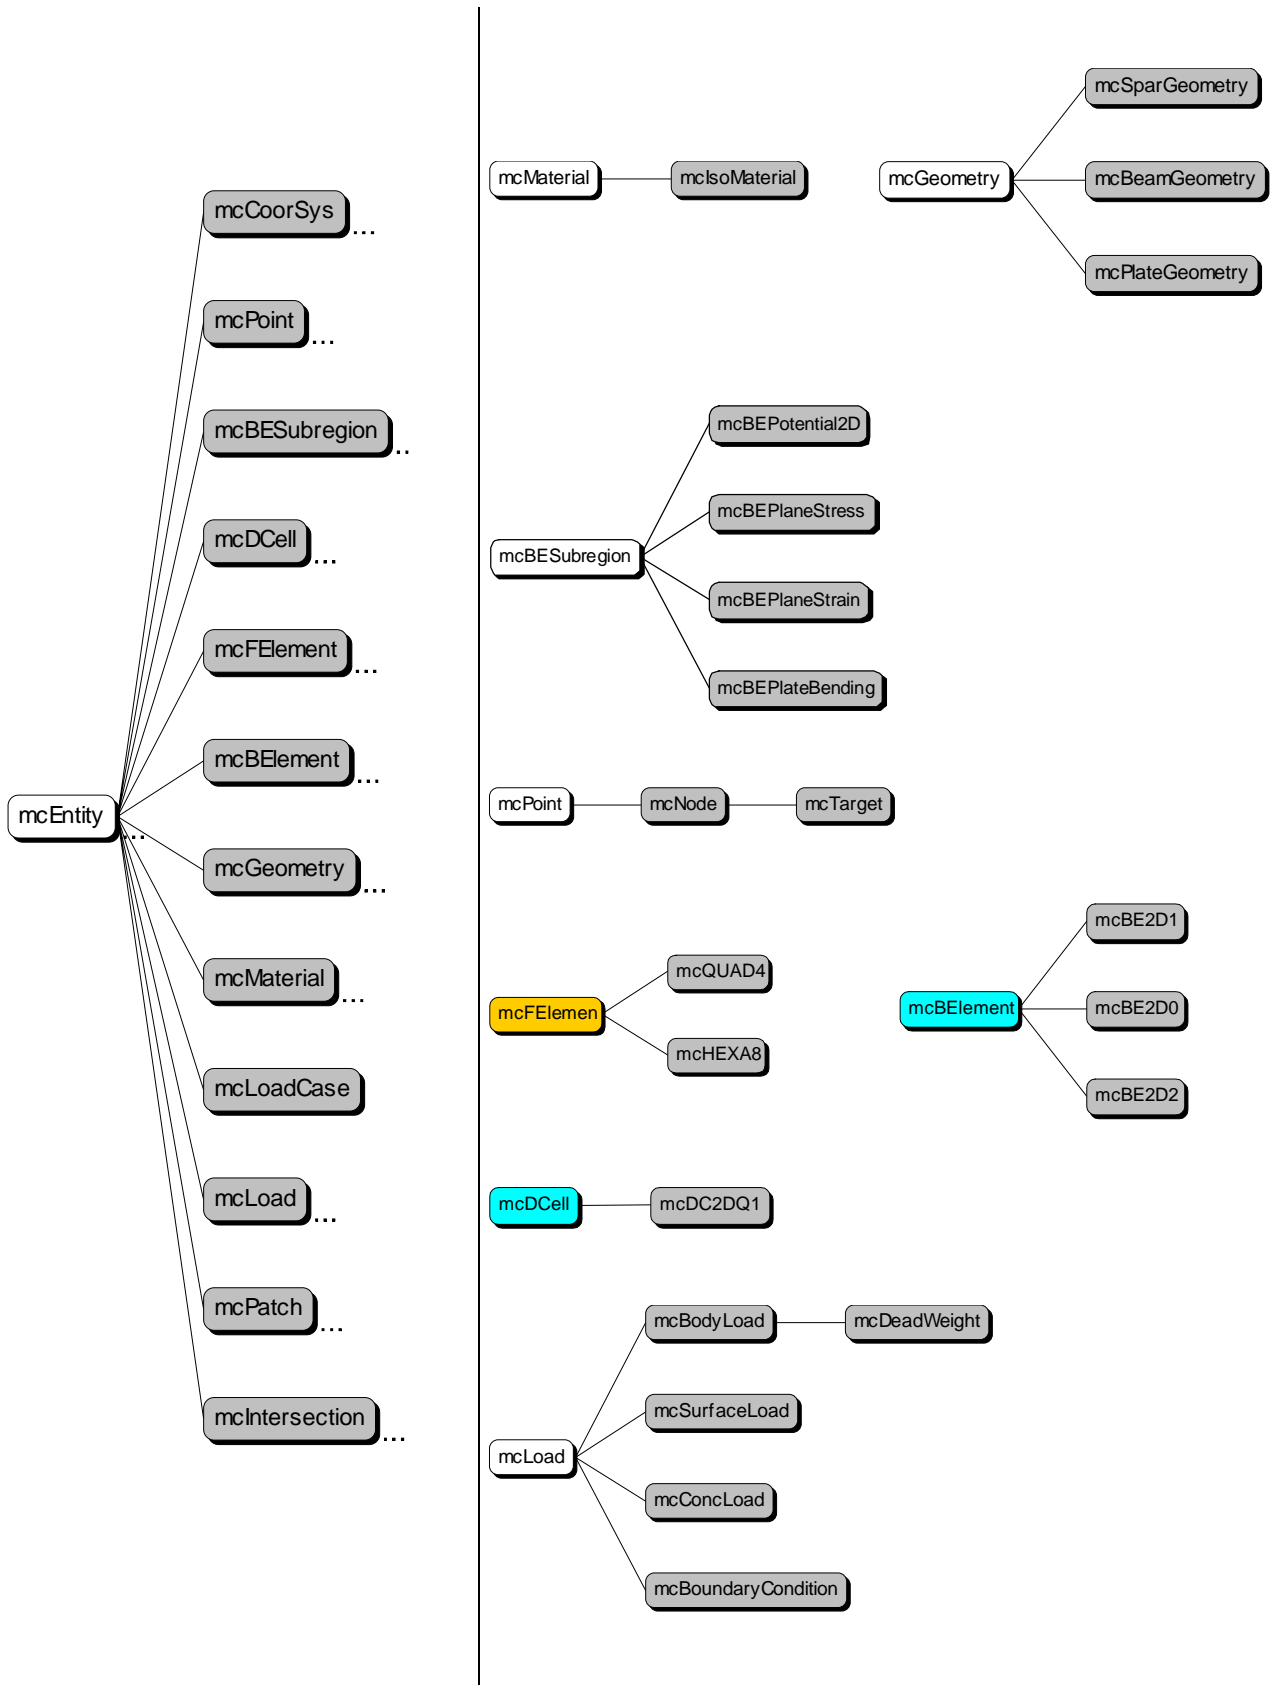 mcEntity
...
mcCoorSys
...
mcPoint
...
mcBESubregion
..
mcDCell
...
mcFElement
...
mcBElement
...
mcGeometry
...
mcMaterial
...
mcLoadCase
mcLoad
...
mcPatch
...
mcIntersection
...
mcMaterial
mcIsoMaterial
mcGeometry
mcSparGeometry
mcBeamGeometry
mcPlateGeometry
mcBESubregion
mcBEPotential2D
mcBEPlaneStress
mcBEPlaneStrain
mcBEPlateBending
mcPoint
mcNode
mcTarget
mcFElemen
mcQUAD4
mcHEXA8
mcBElement
mcBE2D1
mcBE2D0
mcBE2D2
mcDCell
mcDC2DQ1
mcLoad
mcBodyLoad
mcDeadWeight
mcSurfaceLoad
mcConcLoad
mcBoundaryCondition